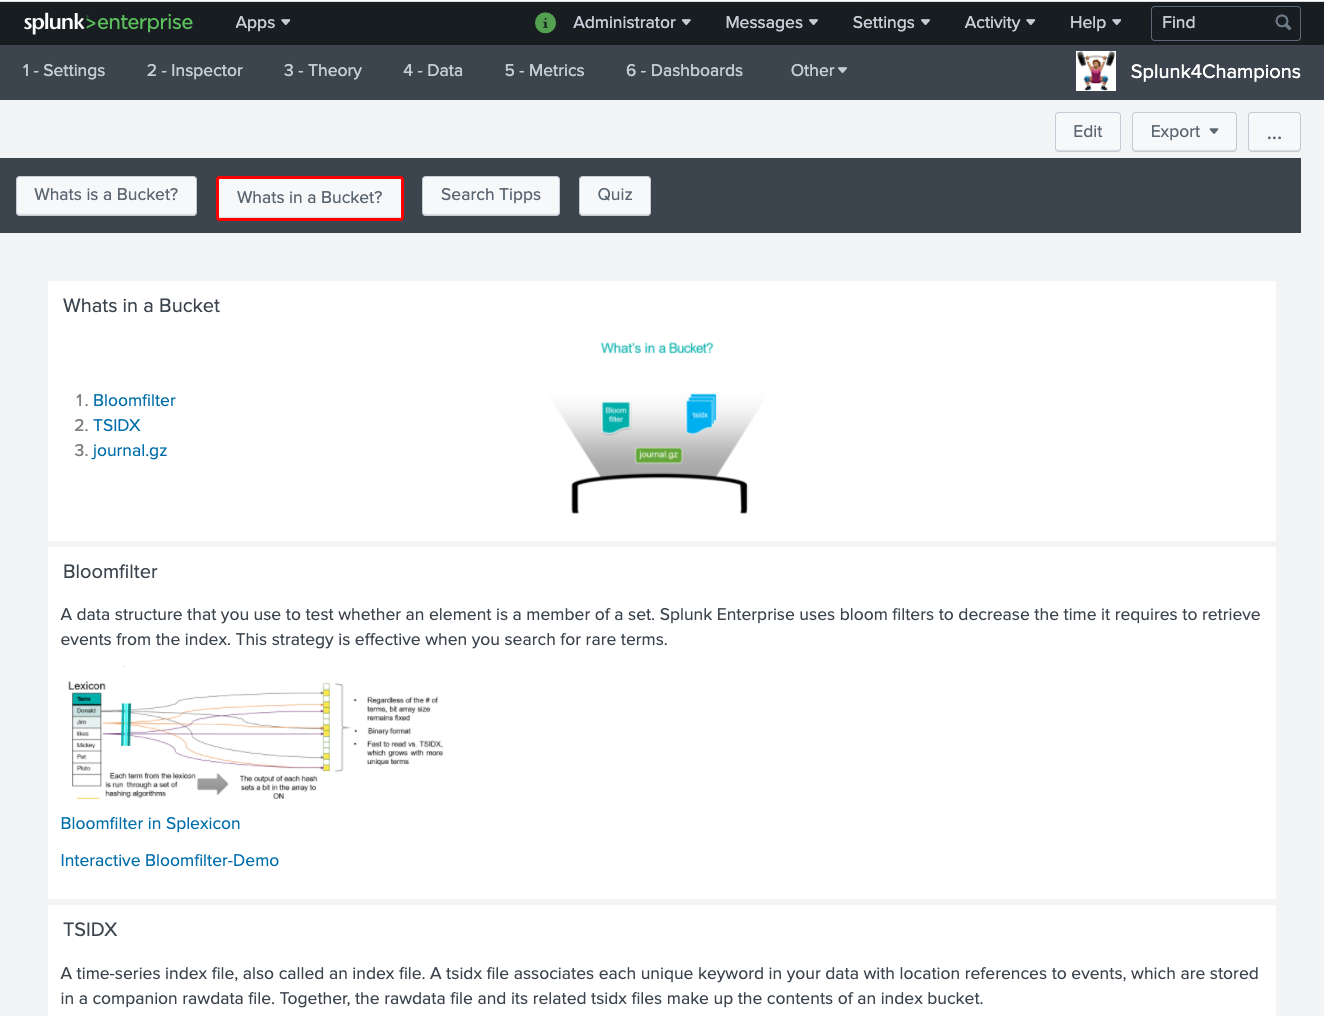 splunk>enterprise Apps i Administrator Messages Settings Activity Help Find
1 - Settings 2 - Inspector 3 - Theory 4 - Data 5 - Metrics 6 - Dashboards Other Splunk4Champions
Edit Export ...
Whats is a Bucket? Whats in a Bucket? Search Tipps Quiz
Whats in a Bucket
What's in a Bucket?
1. Bloomfilter
2. TSIDX
3. journal.gz
Bloom
filter
tsidx
journal.gz
Bloomfilter
A data structure that you use to test whether an element is a member of a set. Splunk Enterprise uses bloom filters to decrease the time it requires to retrieve
events from the index. This strategy is effective when you search for rare terms.
Lexicon
Donald
Jim
likes
Mickey
Pet
Pluto
Each term from the lexicon
is run through a set of
hashing algorithms
The output of each hash
sets a bit in the array to
ON
• Regardless of the # of
terms, bit array size
remains fixed
• Binary format
• Fast to read vs. TSIDX,
which grows with more
unique terms
Bloomfilter in Splexicon
Interactive Bloomfilter-Demo
TSIDX
A time-series index file, also called an index file. A tsidx file associates each unique keyword in your data with location references to events, which are stored
in a companion rawdata file. Together, the rawdata file and its related tsidx files make up the contents of an index bucket.